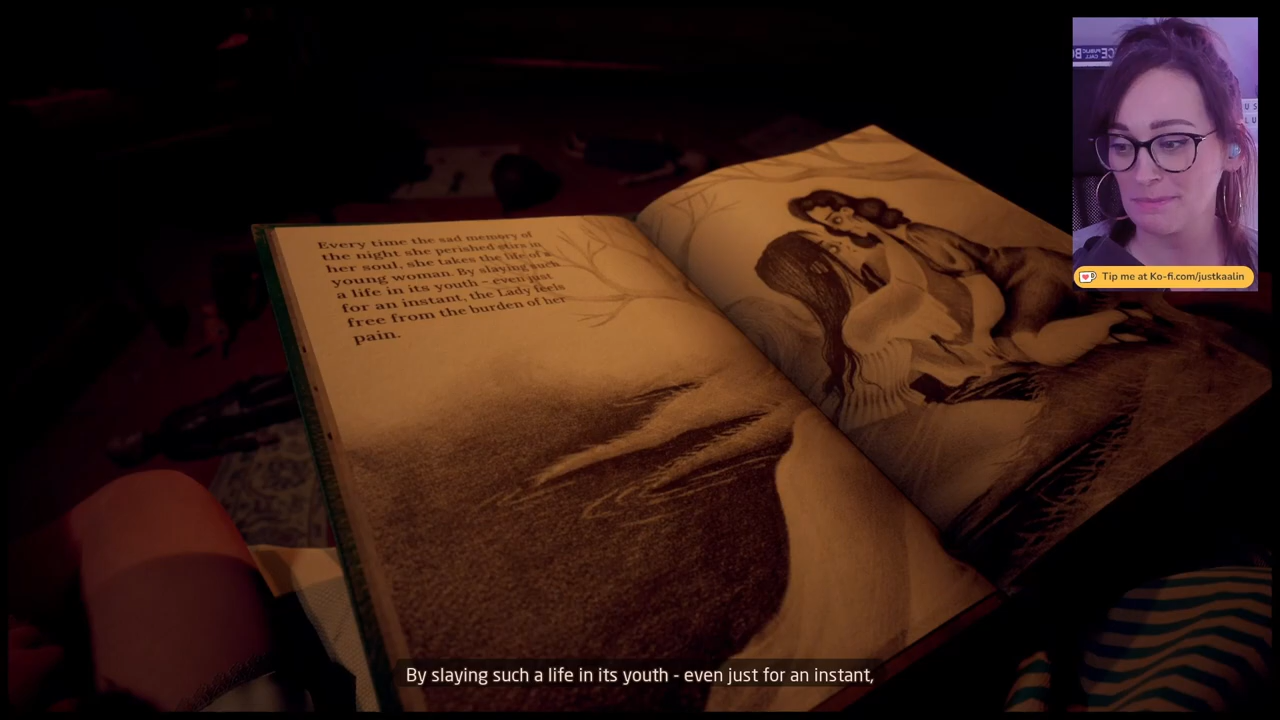 Every time the sad memory of
the night she perished stirs in
her soul, she takes the life of a
young woman. By slaying such
a life in its youth – even just
for an instant, the Lady feels
free from the burden of her
pain.
Tip me at Ko-fi.com/justkaalin
By slaying such a life in its youth - even just for an instant,